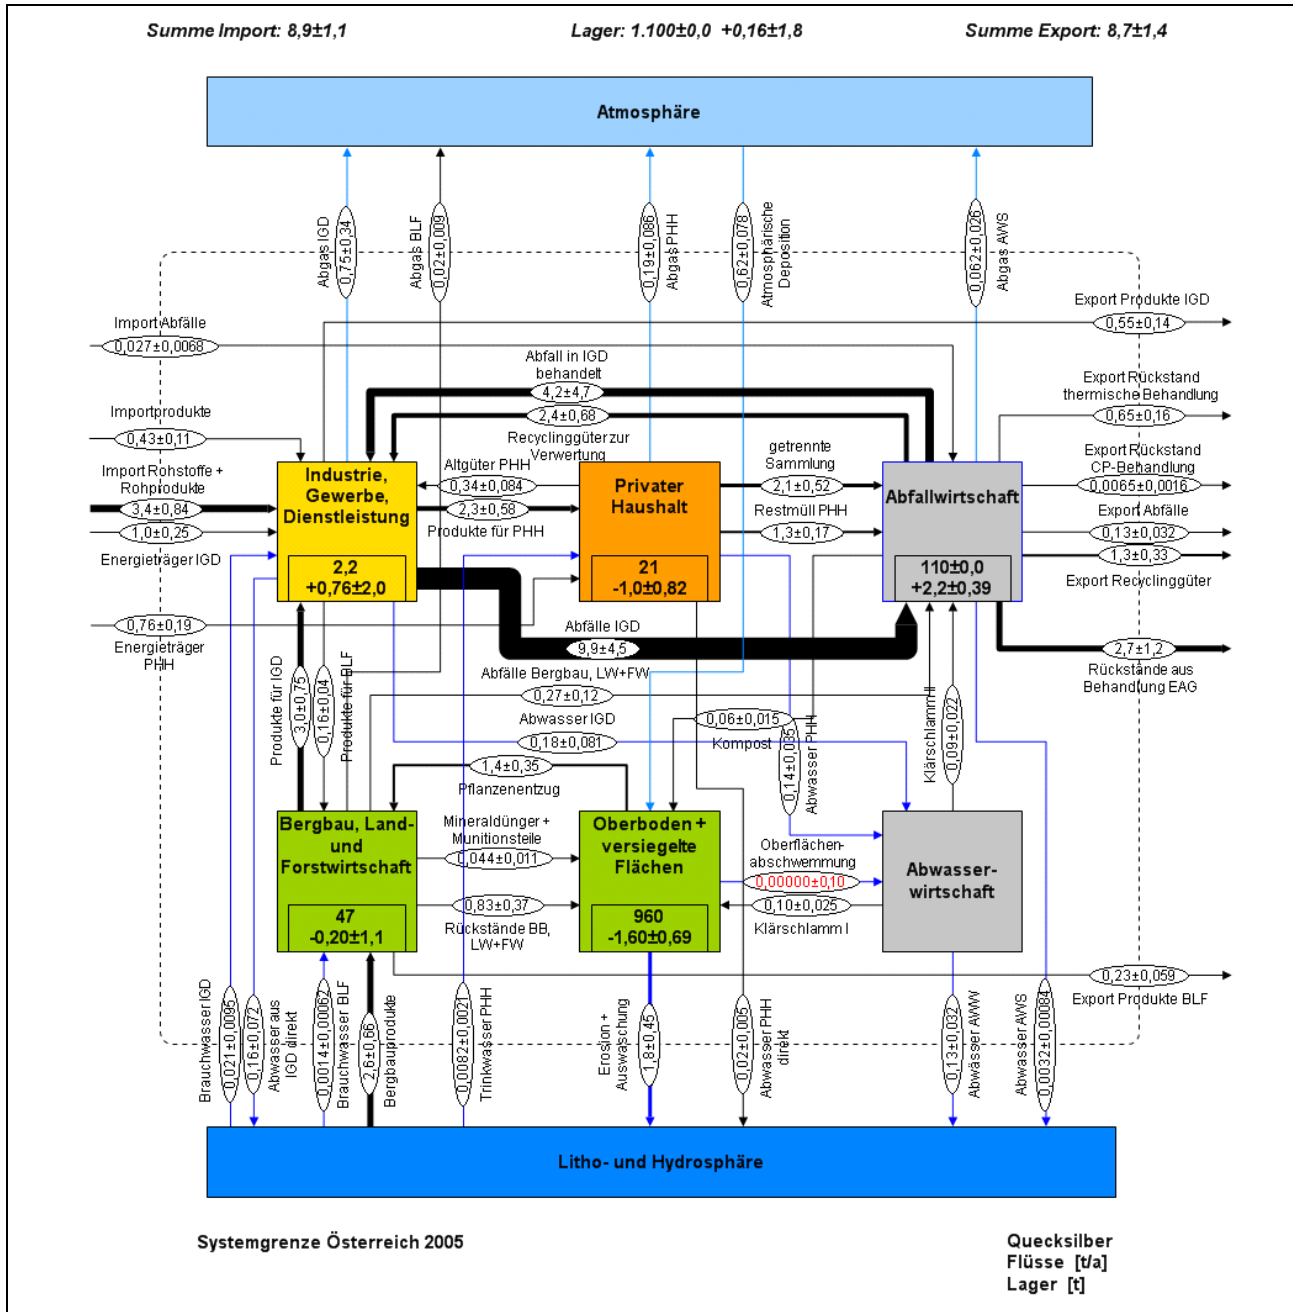 Summe Import: 8,9±1,1
Lager: 1.100±0,0 +0,16±1,8
Summe Export: 8,7±1,4
Atmosphäre
Abgas IGD
0,75±0,34
Abgas BLF
0,02±0,009
0,19±0,086
Abgas PHH
0,62±0,078
Atmosphärische
Deposition
0,062±0,026
Abgas AWS
Import Abfälle
0,027±0,0068
Export Produkte IGD
0,55±0,14
Abfall in IGD
behandelt
4,2±4,7
2,4±0,68
Recyclinggüter zur
Verwertung
Export Rückstand
thermische Behandlung
0,65±0,16
Importprodukte
0,43±0,11
Import Rohstoffe +
Rohprodukte
3,4±0,84
1,0±0,25
Energieträger IGD
Industrie,
Gewerbe,
Dienstleistung
2,2
+0,76±2,0
Altgüter PHH
0,34±0,084
2,3±0,58
Produkte für PHH
Privater
Haushalt
21
-1,0±0,82
getrennte
Sammlung
2,1±0,52
Restmüll PHH
1,3±0,17
Abfallwirtschaft
110±0,0
+2,2±0,39
Export Rückstand
CP-Behandlung
0,0065±0,0016
Export Abfälle
0,13±0,032
1,3±0,33
Export Recyclinggüter
0,76±0,19
Energieträger
PHH
Abfälle IGD
9,9±4,5
2,7±1,2
Rückstände aus
Behandlung EAG
Produkte für IGD
3,0±0,75
0,16±0,04
Produkte für BLF
Abfälle Bergbau, LW+FW
0,27±0,12
Abwasser IGD
0,18±0,081
0,06±0,015
Kompost
0,14±0,035
Abwasser PHH
Klärschlamm II
0,09±0,022
1,4±0,35
Pflanzenentzug
Bergbau, Land-
und
Forstwirtschaft
47
-0,20±1,1
Mineraldünger +
Munitionsteile
0,044±0,011
0,83±0,37
Rückstände BB,
LW+FW
Oberboden +
versiegelte
Flächen
960
-1,60±0,69
Oberflächen-
abschwemmung
0,00000±0,10
0,10±0,025
Klärschlamm I
Abwasser-
wirtschaft
0,23±0,059
Export Produkte BLF
Brauchwasser IGD
0,021±0,0095
0,16±0,072
Abwasser aus
IGD direkt
0,0014±0,00062
Brauchwasser BLF
2,6±0,66
Bergbauprodukte
0,0082±0,0021
Trinkwasser PHH
Erosion +
Auswaschung
1,8±0,45
0,02±0,005
Abwasser PHH
direkt
0,13±0,032
Abwässer AWW
Abwasser AWS
0,0032±0,00084
Litho- und Hydrosphäre
Systemgrenze Österreich 2005
Quecksilber
Flüsse [t/a]
Lager [t]